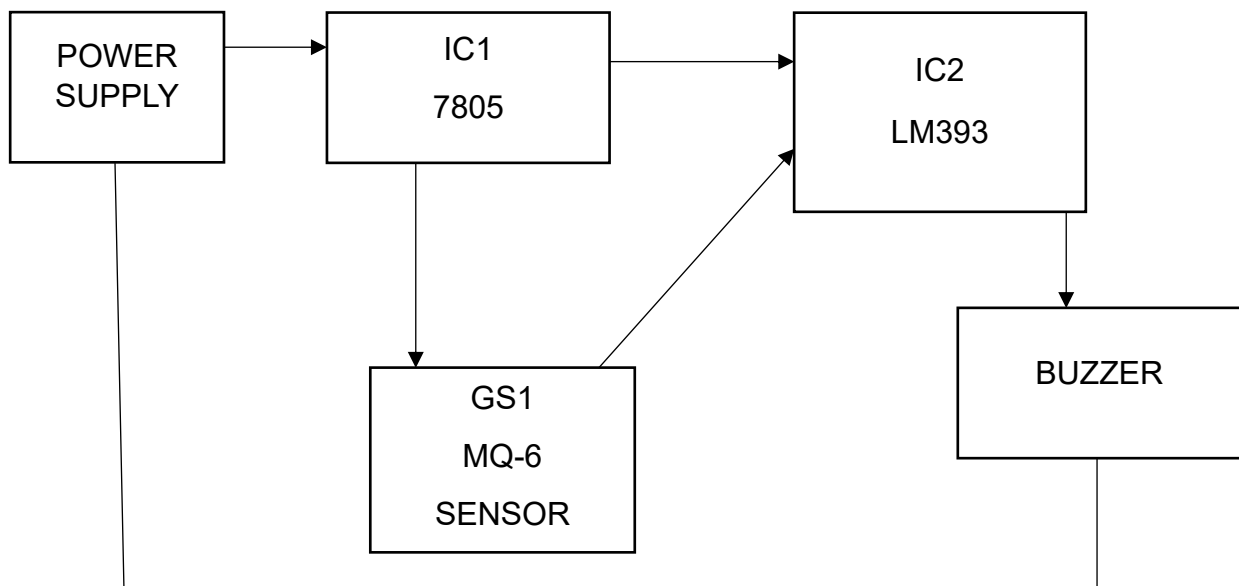 POWER
SUPPLY
IC1
7805
IC2
LM393
GS1
MQ-6
SENSOR
BUZZER